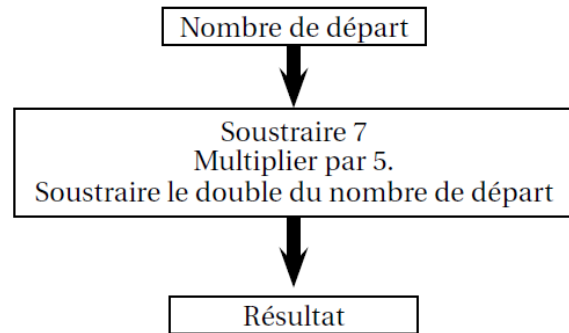 Nombre de départ
Soustraire 7
Multiplier par 5.
Soustraire le double du nombre de départ
Résultat